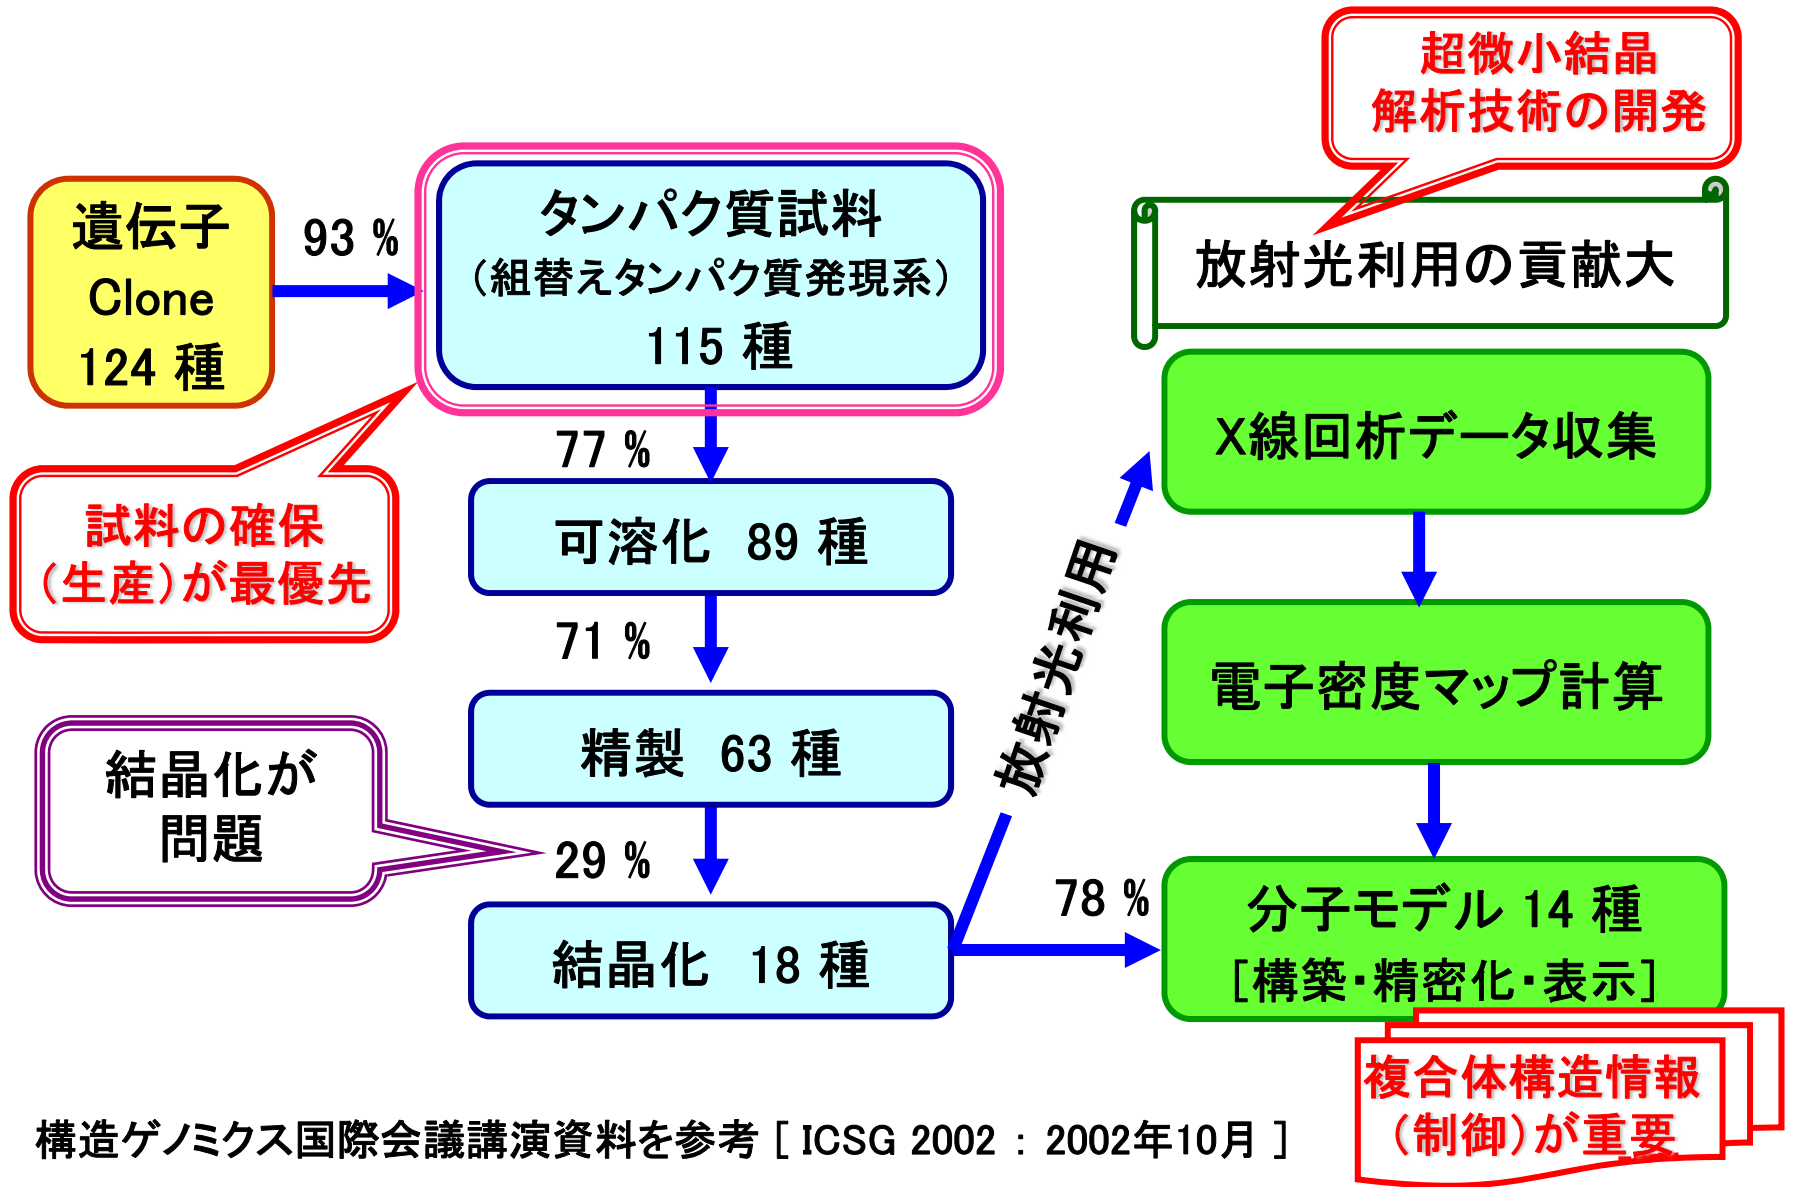 超微小結晶
解析技術の開発
遺伝子
Clone
124 種
93 %
タンパク質試料
（組替えタンパク質発現系）
115 種
放射光利用の貢献大
77 %
X線回析データ収集
試料の確保
（生産）が最優先
可溶化 89 種
71 %
放射光利用
電子密度マップ計算
結晶化が
問題
精製 63 種
29 %
結晶化 18 種
78 %
分子モデル 14 種
［構築・精密化・表示］
複合体構造情報
（制御）が重要
構造ゲノミクス国際会議講演資料を参考 [ ICSG 2002 : 2002年10月 ]